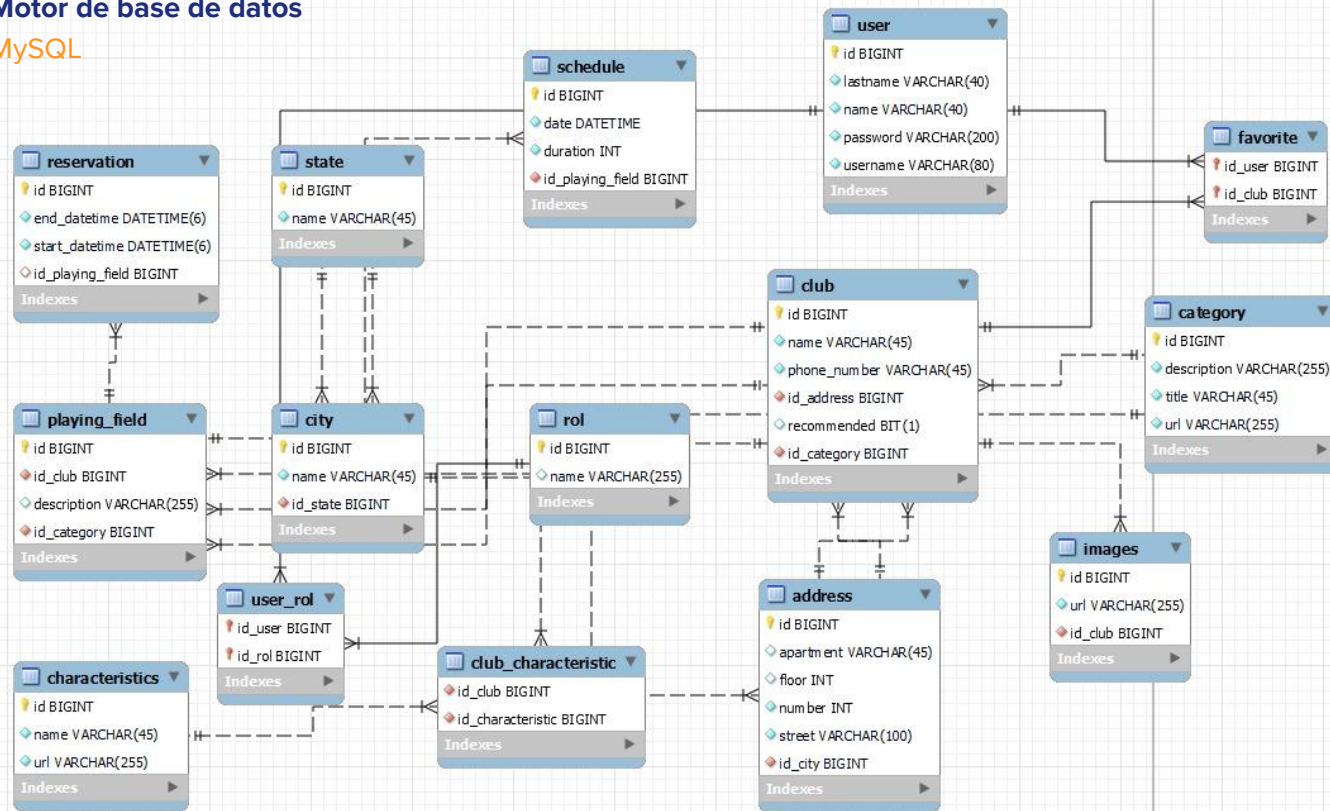 Motor de base de datos
MySQL
user
id BIGINT
lastname VARCHAR(40)
name VARCHAR(40)
password VARCHAR(200)
username VARCHAR(80)
Indexes
schedule
id BIGINT
date DATETIME
duration INT
id_playing_field BIGINT
Indexes
favorite
id_user BIGINT
id_club BIGINT
Indexes
reservation
id BIGINT
end_datetime DATETIME(6)
start_datetime DATETIME(6)
id_playing_field BIGINT
Indexes
state
id BIGINT
name VARCHAR(45)
Indexes
club
id BIGINT
name VARCHAR(45)
phone_number VARCHAR(45)
id_address BIGINT
recommended BIT(1)
id_category BIGINT
Indexes
category
id BIGINT
description VARCHAR(255)
title VARCHAR(45)
url VARCHAR(255)
Indexes
playing_field
id BIGINT
id_club BIGINT
description VARCHAR(255)
id_category BIGINT
Indexes
city
id BIGINT
name VARCHAR(45)
id_state BIGINT
Indexes
rol
id BIGINT
name VARCHAR(255)
Indexes
images
id BIGINT
url VARCHAR(255)
id_club BIGINT
Indexes
user_rol
id_user BIGINT
id_rol BIGINT
Indexes
address
id BIGINT
apartment VARCHAR(45)
floor INT
number INT
street VARCHAR(100)
id_city BIGINT
Indexes
club_characteristic
id_club BIGINT
id_characteristic BIGINT
Indexes
characteristics
id BIGINT
name VARCHAR(45)
url VARCHAR(255)
Indexes